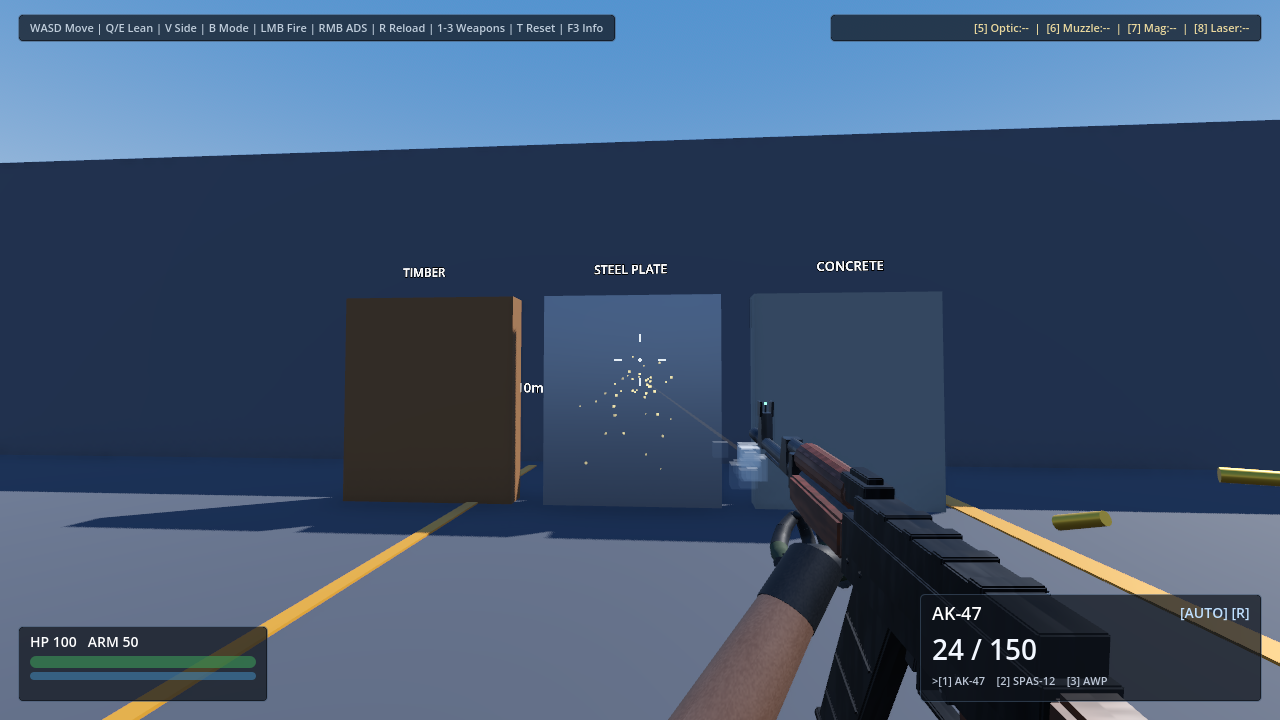 WASD Move | Q/E Lean | V Side | B Mode | LMB Fire | RMB ADS | R Reload | 1-3 Weapons | T Reset | F3 Info
[5] Optic:-- | [6] Muzzle:-- | [7] Mag:-- | [8] Laser:--
TIMBER
STEEL PLATE
CONCRETE
0m
HP 100 ARM 50
AK-47
[AUTO] [R]
24 / 150
>[1] AK-47 [2] SPAS-12 [3] AWP